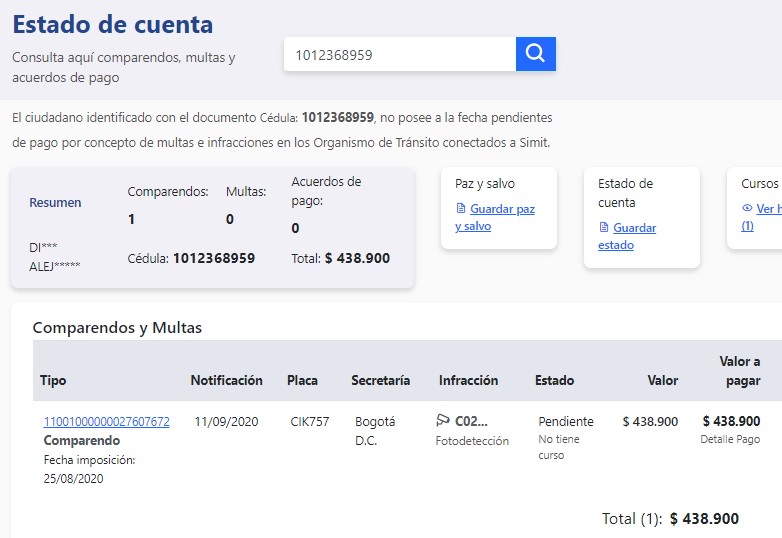 Estado de cuenta
Consulta aquí comparendos, multas y
acuerdos de pago
1012368959
El ciudadano identificado con el documento Cédula: 1012368959, no posee a la fecha pendientes
de pago por concepto de multas e infracciones en los Organismo de Tránsito conectados a Simit.
Resumen
DI***
ALEJ*****
Comparendos:
1
Multas:
0
Acuerdos de
pago:
0
Cédula: 1012368959
Total: $ 438.900
Paz y salvo
Guardar paz
y salvo
Estado de
cuenta
Guardar
estado
Cursos
Ver
(1)
Comparendos y Multas
Tipo Notificación Placa Secretaría Infracción Estado Valor Valor a
pagar
11001000000027607672 11/09/2020 CIK757 Bogotá C02... Pendiente $ 438.900 $ 438.900
Comparendo D.C. Fotodetección No tiene Detalle Pago
Fecha imposición: curso
25/08/2020
Total (1): $ 438.900